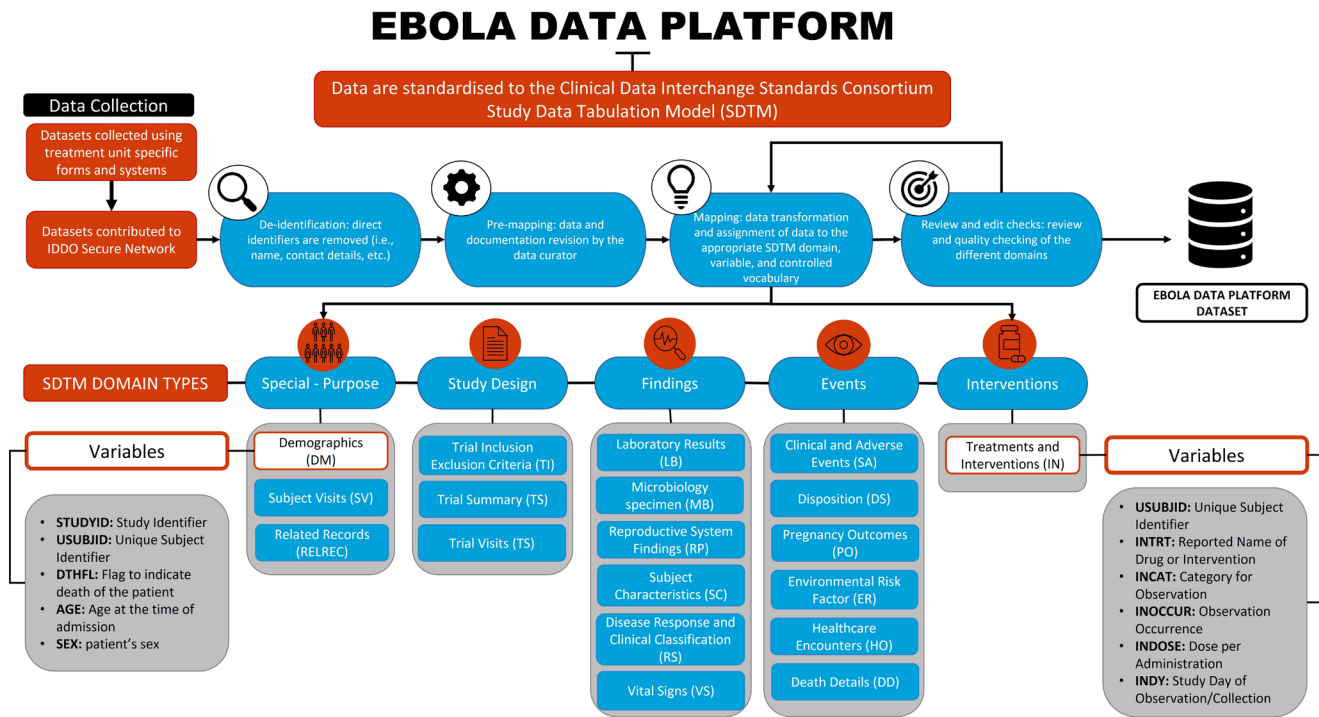 EBOLA DATA PLATFORM
Data are standardised to the Clinical Data Interchange Standards Consortium
Study Data Tabulation Model (SDTM)
Data Collection
Datasets collected using
treatment unit specific
forms and systems
Datasets contributed to
IDDO Secure Network
De-identification: direct
identifiers are removed (i.e.,
name, contact details, etc.)
Pre-mapping: data and
documentation revision by the
data curator
Mapping: data transformation
and assignment of data to the
appropriate SDTM domain,
variable, and controlled
vocabulary
Review and edit checks: review
and quality checking of the
different domains
EBOLA DATA PLATFORM
DATASET
SDTM DOMAIN TYPES
Special - Purpose
Study Design
Findings
Events
Interventions
Variables
STUDYID: Study Identifier
USUBJID: Unique Subject
Identifier
DTHFL: Flag to indicate
death of the patient
AGE: Age at the time of
admission
SEX: patient's sex
Demographics
(DM)
Subject Visits (SV)
Related Records
(RELREC)
Trial Inclusion
Exclusion Criteria (TI)
Trial Summary (TS)
Trial Visits (TS)
Laboratory Results
(LB)
Microbiology
specimen (MB)
Reproductive System
Findings (RP)
Subject
Characteristics (SC)
Disease Response and
Clinical Classification
(RS)
Vital Signs (VS)
Clinical and Adverse
Events (SA)
Disposition (DS)
Pregnancy Outcomes
(PO)
Environmental Risk
Factor (ER)
Healthcare
Encounters (HO)
Death Details (DD)
Treatments and
Interventions (IN)
Variables
USUBJID: Unique Subject
Identifier
INTRT: Reported Name of
Drug or Intervention
INCAT: Category for
Observation
INOCCUR: Observation
Occurrence
INDOSE: Dose per
Administration
INDY: Study Day of
Observation/Collection